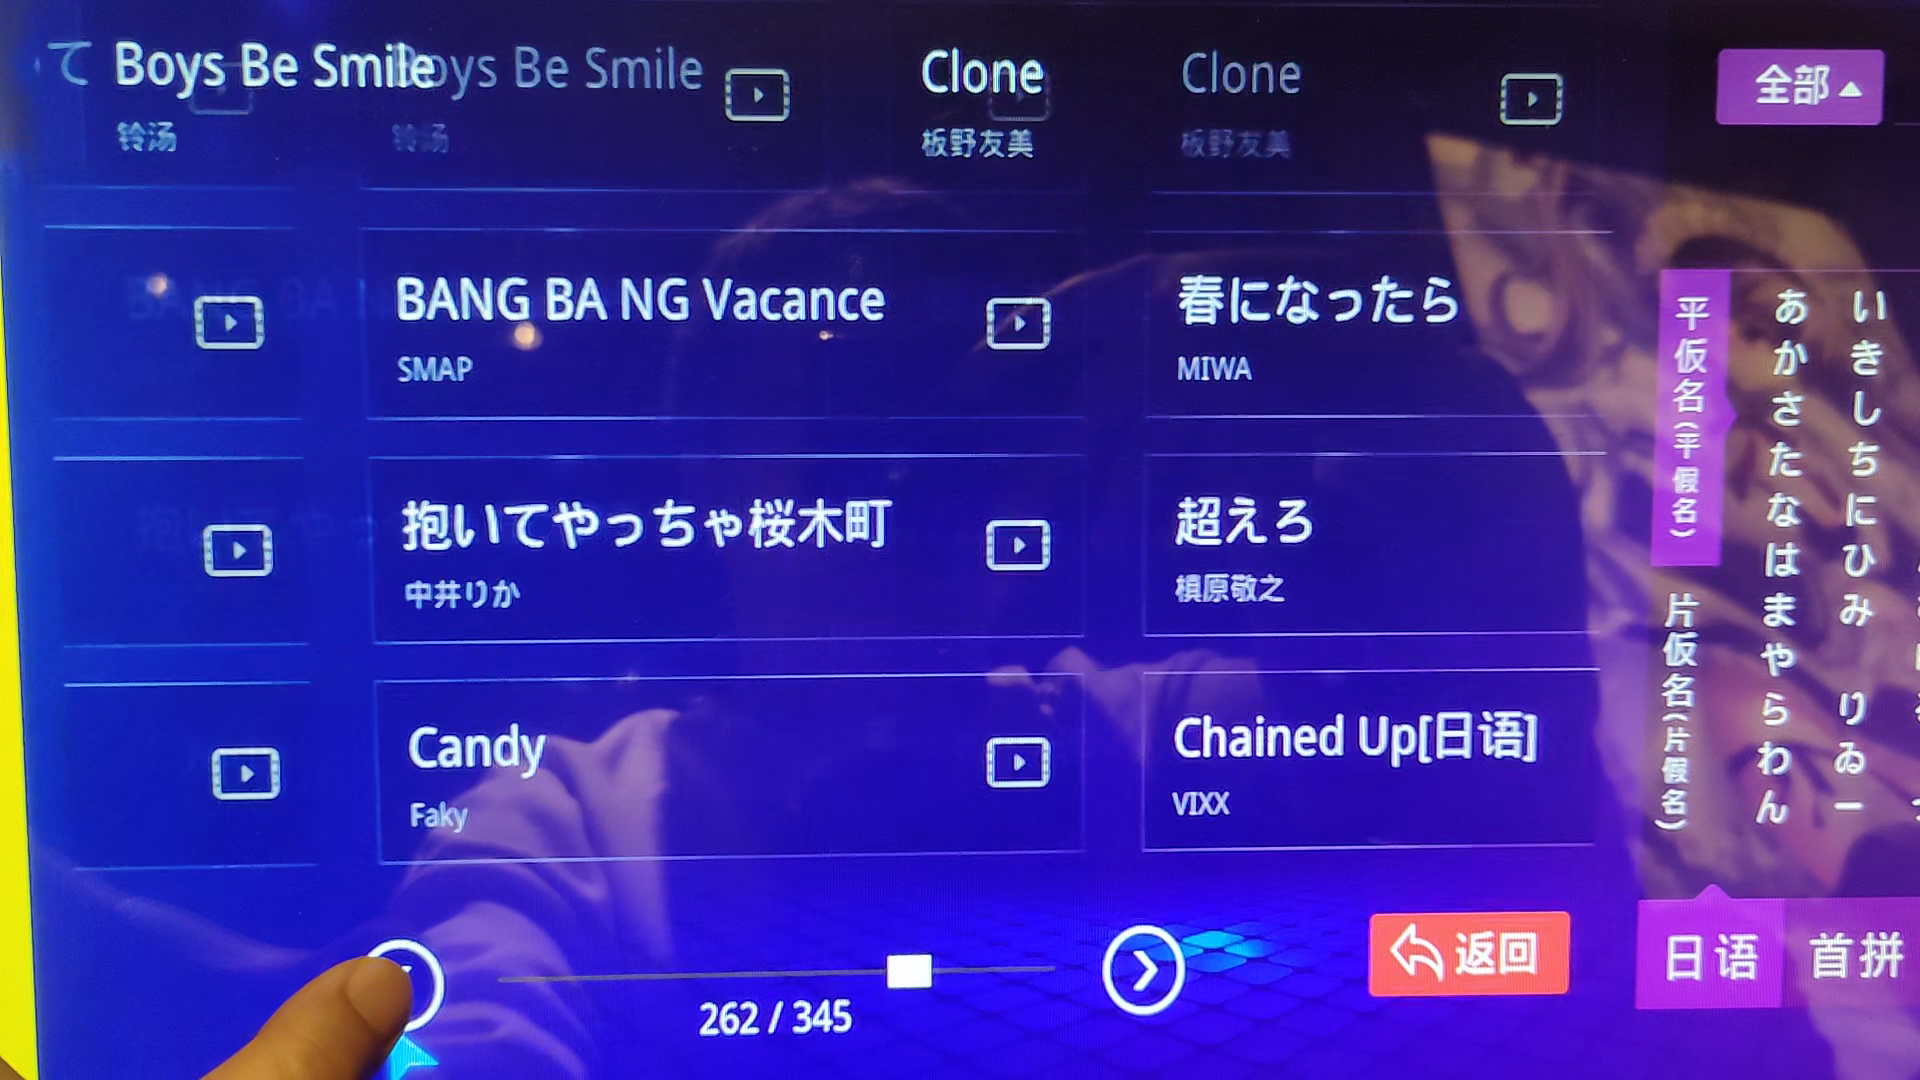 て
Boys Be Smile
铃汤
Boys Be Smile
铃汤
Clone
板野友美
Clone
板野友美
全部
BANG BA NG Vacance
SMAP
春になったら
MIWA
抱いてやっちゃ桜木町
中井りか
超えろ
槇原敬之
Candy
Faky
Chained Up[日语]
VIXX
平仮名(平假名)
片仮名(片假名)
あかさたなはまやらわん
いきしちにひみ りゐー
262 / 345
返回
日语
首拼